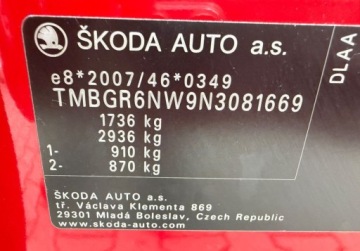 ŠKODA AUTO a.s.
e8*2007/46*0349
TMBGR6NW9N3081669
1736 kg
2936 kg
1- 910 kg
2- 870 kg
ŠKODA AUTO a.s.
tř. Václava Klementa 869
29301 Mladá Boleslav, Czech Republic
www.skoda-auto.com
DLAA